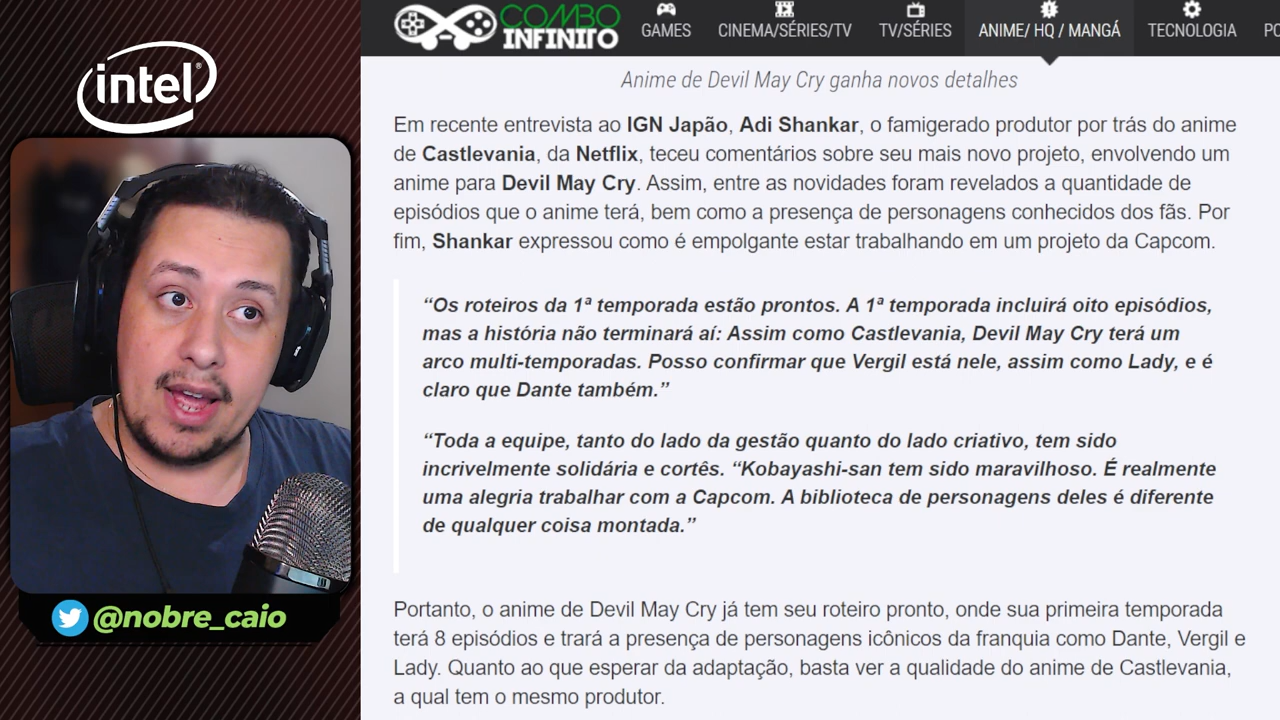 intel
COMBO
INFINITO
GAMES
CINEMA/SÉRIES/TV
TV/SÉRIES
ANIME/ HQ / MANGÁ
TECNOLOGIA
Anime de Devil May Cry ganha novos detalhes
Em recente entrevista ao IGN Japão, Adi Shankar, o famigerado produtor por trás do anime
de Castlevania, da Netflix, teceu comentários sobre seu mais novo projeto, envolvendo um
anime para Devil May Cry. Assim, entre as novidades foram revelados a quantidade de
episódios que o anime terá, bem como a presença de personagens conhecidos dos fãs. Por
fim, Shankar expressou como é empolgante estar trabalhando em um projeto da Capcom.
“Os roteiros da 1ª temporada estão prontos. A 1ª temporada incluirá oito episódios,
mas a história não terminará aí: Assim como Castlevania, Devil May Cry terá um
arco multi-temporadas. Posso confirmar que Vergil está nele, assim como Lady, e é
claro que Dante também.”
“Toda a equipe, tanto do lado da gestão quanto do lado criativo, tem sido
incrivelmente solidária e cortês. “Kobayashi-san tem sido maravilhoso. É realmente
uma alegria trabalhar com a Capcom. A biblioteca de personagens deles é diferente
de qualquer coisa montada.”
Portanto, o anime de Devil May Cry já tem seu roteiro pronto, onde sua primeira temporada
terá 8 episódios e trará a presença de personagens icônicos da franquia como Dante, Vergil e
Lady. Quanto ao que esperar da adaptação, basta ver a qualidade do anime de Castlevania,
a qual tem o mesmo produtor.
@nobre_caio